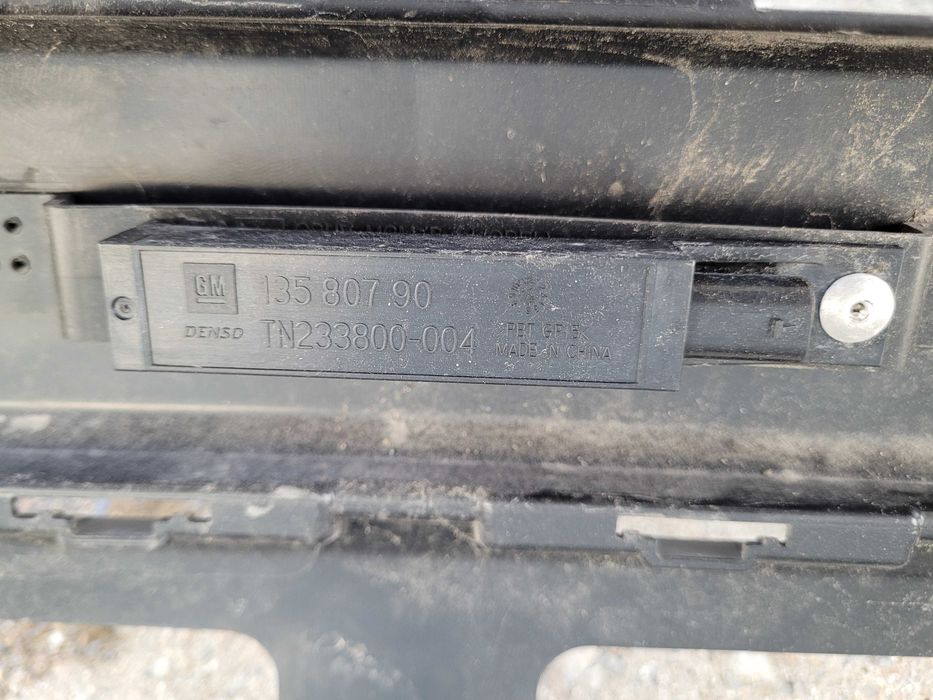 GM 135 807 90
DENSO TN233800-004
PBT GF15
MADE IN CHINA